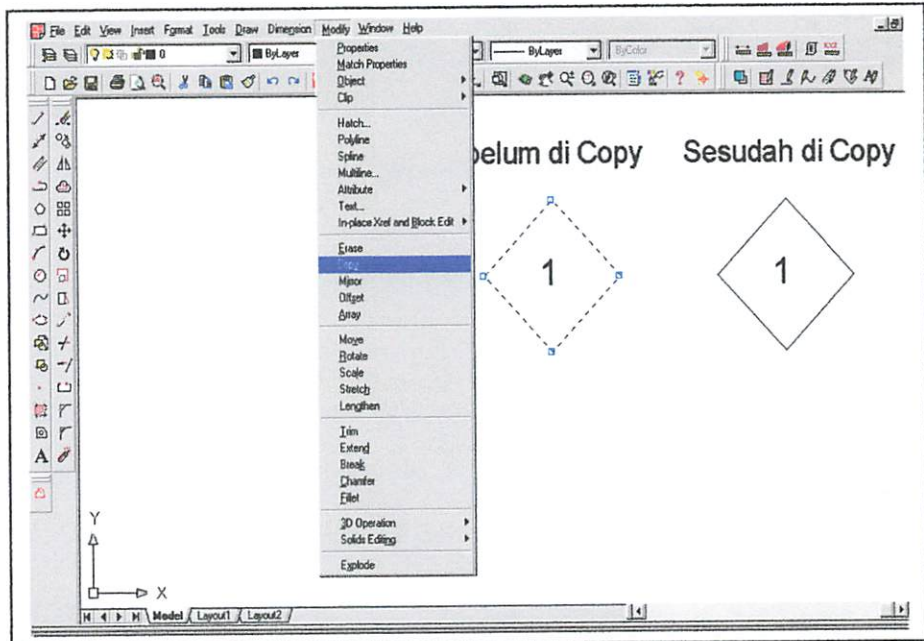 File Edit View Insert Format Tools Draw Dimension Modify Window Help
0 ByLayer ByLayer ByColor
Properties
Match Properties
Object
Clip
Hatch...
Polyline
Spline
Multiline...
Attribute
Text...
In-place Xref and Block Edit
Erase
Copy
Mirror
Offset
Array
Move
Rotate
Scale
Stretch
Lengthen
Trim
Extend
Break
Chamfer
Fillet
3D Operation
Solids Editing
Explode
elum di Copy Sesudah di Copy
1 1
A
Y
X
Model Layout1 Layout2